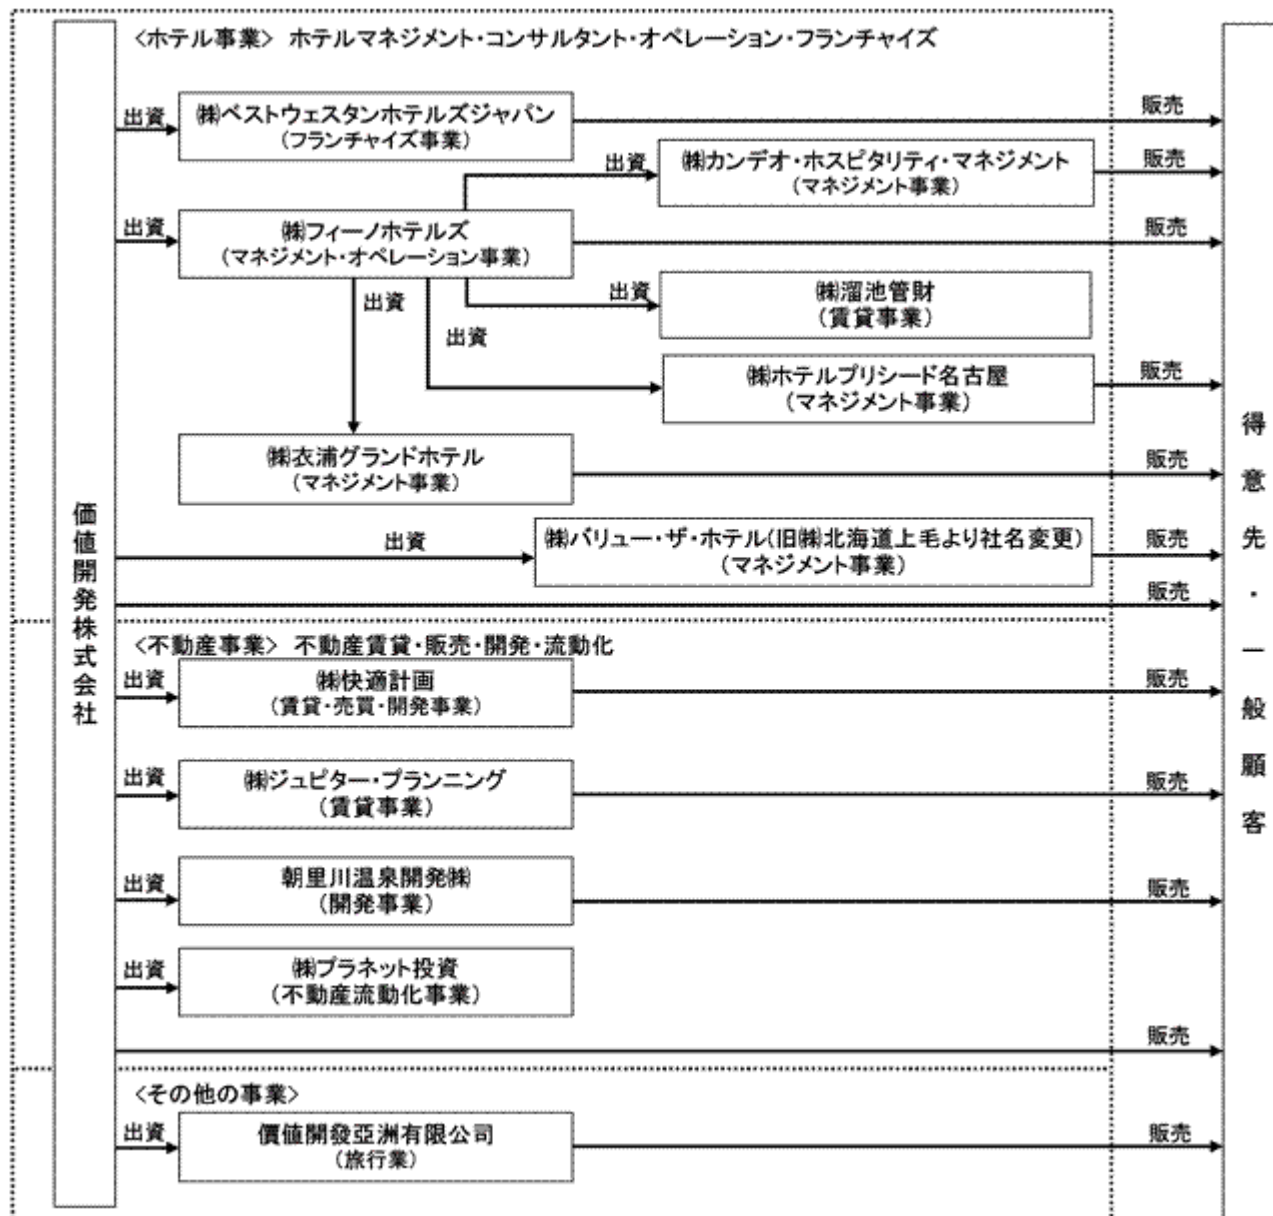 <ホテル事業> ホテルマネジメント・コンサルタント・オペレーション・フランチャイズ
出資
㈱ベストウェスタンホテルズジャパン
(フランチャイズ事業)
販売
出資
㈱カンデオ・ホスピタリティ・マネジメント
(マネジメント事業)
販売
出資
㈱フィーノホテルズ
(マネジメント・オペレーション事業)
販売
出資
出資
㈱溜池管財
(賃貸事業)
出資
㈱ホテルプリシード名古屋
(マネジメント事業)
販売
㈱衣浦グランドホテル
(マネジメント事業)
販売
出資
㈱バリュー・ザ・ホテル(旧㈱北海道上毛より社名変更)
(マネジメント事業)
販売
販売
価値開発株式会社
得意先・一般顧客
<不動産事業> 不動産賃貸・販売・開発・流動化
出資
㈱快適計画
(賃貸・売買・開発事業)
販売
出資
㈱ジュピター・プランニング
(賃貸事業)
販売
出資
朝里川温泉開発㈱
(開発事業)
販売
出資
㈱プラネット投資
(不動産流動化事業)
販売
<その他の事業>
出資
價値開發亞洲有限公司
(旅行業)
販売